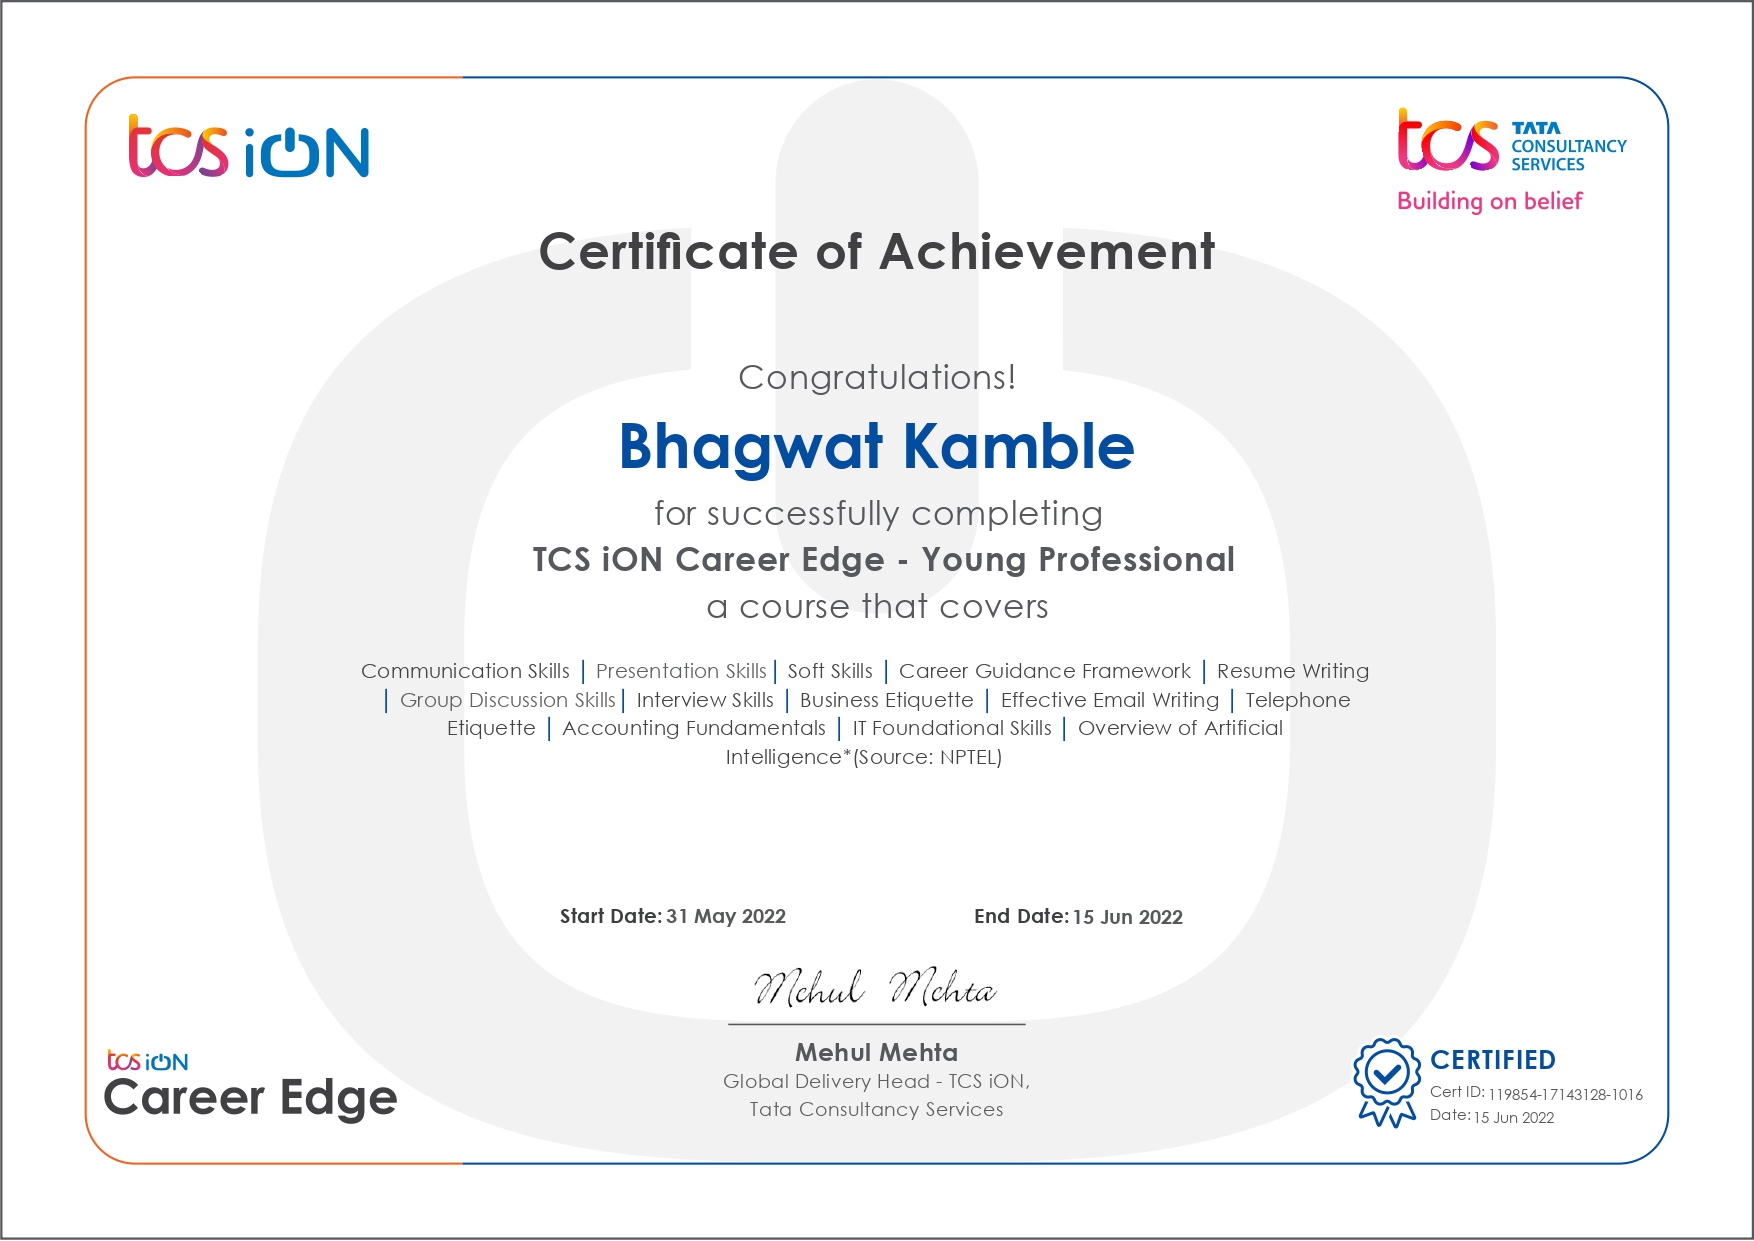 tcs iON
tcs TATA
CONSULTANCY
SERVICES
Building on belief
Certificate of Achievement
Congratulations!
Bhagwat Kamble
for successfully completing
TCS iON Career Edge - Young Professional
a course that covers
Communication Skills | Presentation Skills | Soft Skills | Career Guidance Framework | Resume Writing
| Group Discussion Skills | Interview Skills | Business Etiquette | Effective Email Writing | Telephone
Etiquette | Accounting Fundamentals | IT Foundational Skills | Overview of Artificial
Intelligence*(Source: NPTEL)
Start Date: 31 May 2022 End Date: 15 Jun 2022
Mehul Mehta
Mehul Mehta
Global Delivery Head - TCS iON,
Tata Consultancy Services
tcs iON
Career Edge
CERTIFIED
Cert ID: 119854-17143128-1016
Date: 15 Jun 2022